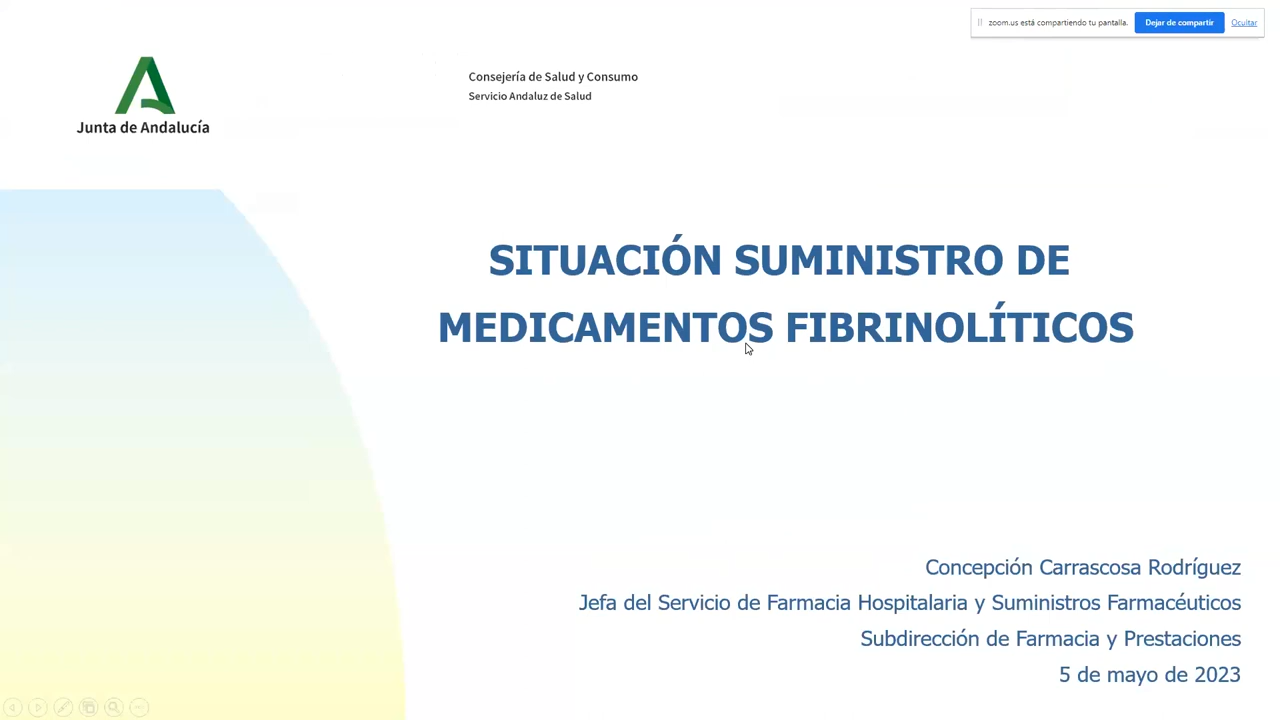 zoom.us está compartiendo tu pantalla.
Dejar de compartir
Ocultar
Junta de Andalucía
Consejería de Salud y Consumo
Servicio Andaluz de Salud
SITUACIÓN SUMINISTRO DE
MEDICAMENTOS FIBRINOLÍTICOS
Concepción Carrascosa Rodríguez
Jefa del Servicio de Farmacia Hospitalaria y Suministros Farmacéuticos
Subdirección de Farmacia y Prestaciones
5 de mayo de 2023